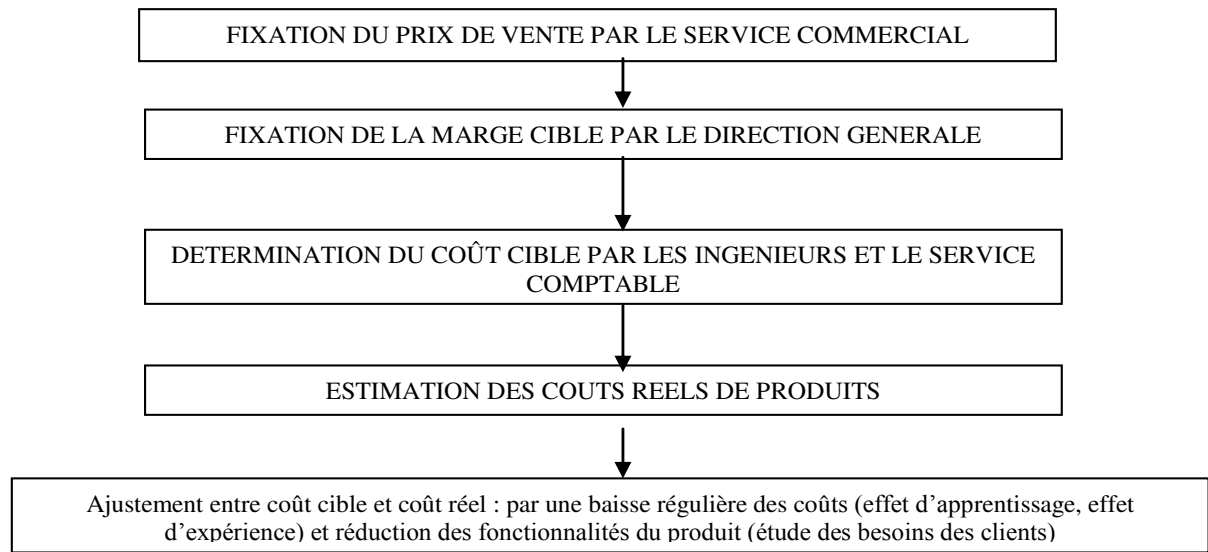 FIXATION DU PRIX DE VENTE PAR LE SERVICE COMMERCIAL
FIXATION DE LA MARGE CIBLE PAR LE DIRECTION GENERALE
DETERMINATION DU COÛT CIBLE PAR LES INGENIEURS ET LE SERVICE
COMPTABLE
ESTIMATION DES COUTS REELS DE PRODUITS
Ajustement entre coût cible et coût réel : par une baisse régulière des coûts (effet d’apprentissage, effet
d’expérience) et réduction des fonctionnalités du produit (étude des besoins des clients)